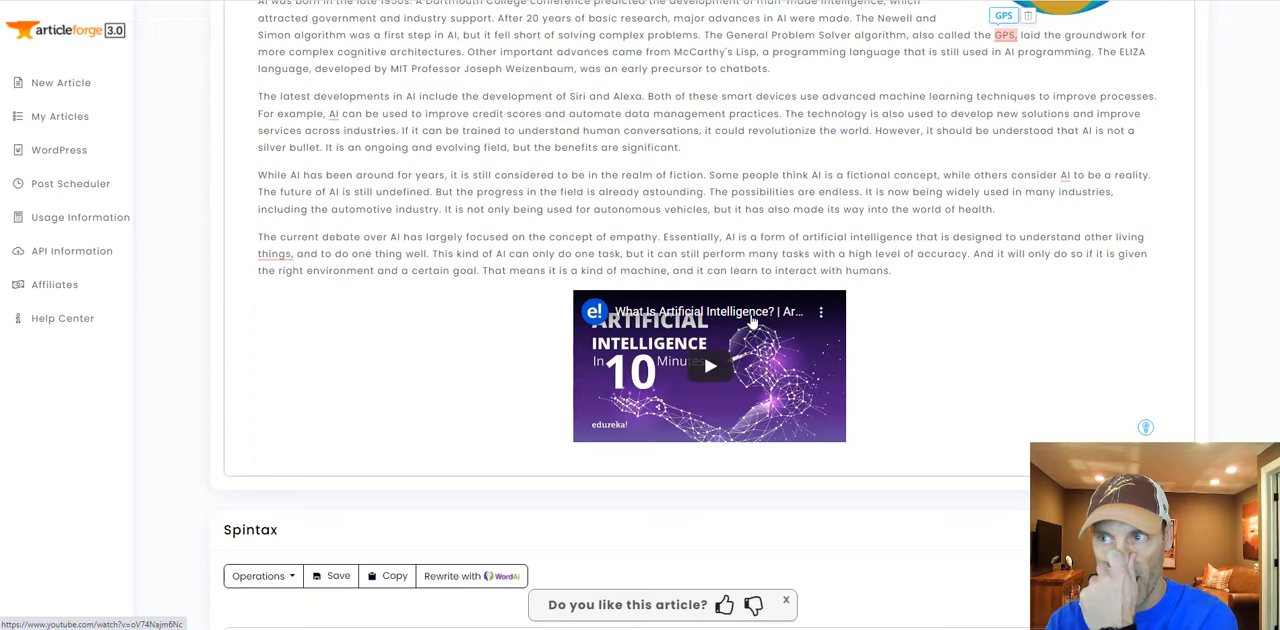 AI was born in the late 1950s. A Dartmouth College conference predicted the development of man-made intelligence, which
articleforge 3.0
attracted government and industry support. After 20 years of basic research, major advances in AI were made. The Newell and
GPS
Simon algorithm was a first step in AI, but it fell short of solving complex problems. The General Problem Solver algorithm, also called the GPS, laid the groundwork for
more complex cognitive architectures. Other important advances came from McCarthy's Lisp, a programming language that is still used in AI programming. The ELIZA
language, developed by MIT Professor Joseph Weizenbaum, was an early precursor to chatbots.
New Article
My Articles
WordPress
Post Scheduler
Usage Information
API Information
Affiliates
Help Center
The latest developments in AI include the development of Siri and Alexa. Both of these smart devices use advanced machine learning techniques to improve processes.
For example, AI can be used to improve credit scores and automate data management practices. The technology is also used to develop new solutions and improve
services across industries. If it can be trained to understand human conversations, it could revolutionize the world. However, it should be understood that AI is not a
silver bullet. It is an ongoing and evolving field, but the benefits are significant.
While AI has been around for years, it is still considered to be in the realm of fiction. Some people think AI is a fictional concept, while others consider AI to be a reality.
The future of AI is still undefined. But the progress in the field is already astounding. The possibilities are endless. It is now being widely used in many industries,
including the automotive industry. It is not only being used for autonomous vehicles, but it has also made its way into the world of health.
The current debate over AI has largely focused on the concept of empathy. Essentially, AI is a form of artificial intelligence that is designed to understand other living
things, and to do one thing well. This kind of AI can only do one task, but it can still perform many tasks with a high level of accuracy. And it will only do so if it is given
the right environment and a certain goal. That means it is a kind of machine, and it can learn to interact with humans.
e! What Is Artificial Intelligence? | Ar...
ARTIFICIAL
INTELLIGENCE
In 10 Minutes
edureka!
Spintax
Operations Save Copy Rewrite with WordAi
Do you like this article? x
https://www.youtube.com/watch?v=oV74Najm6Nc